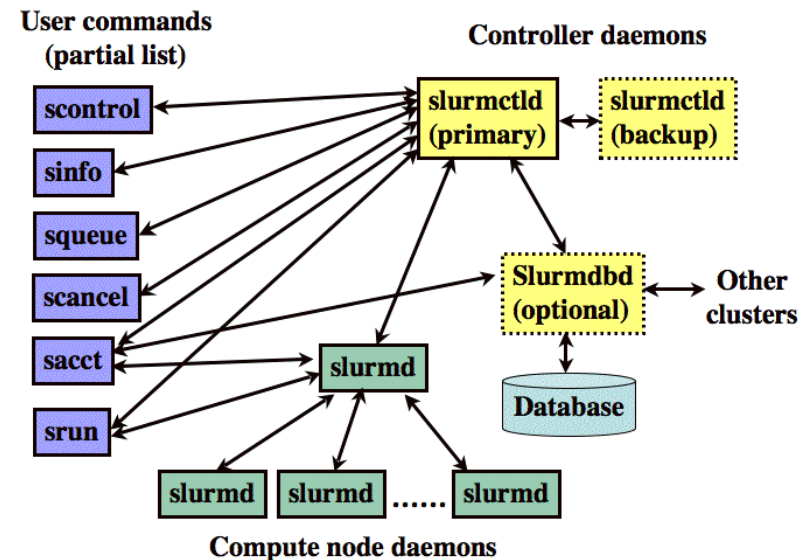 User commands
(partial list)
Controller daemons
scontrol
sinfo
squeue
scancel
sacct
srun
slurmctld
(primary)
slurmctld
(backup)
Slurmdbd
(optional)
Other
clusters
Database
slurmd
slurmd
slurmd
......
slurmd
Compute node daemons